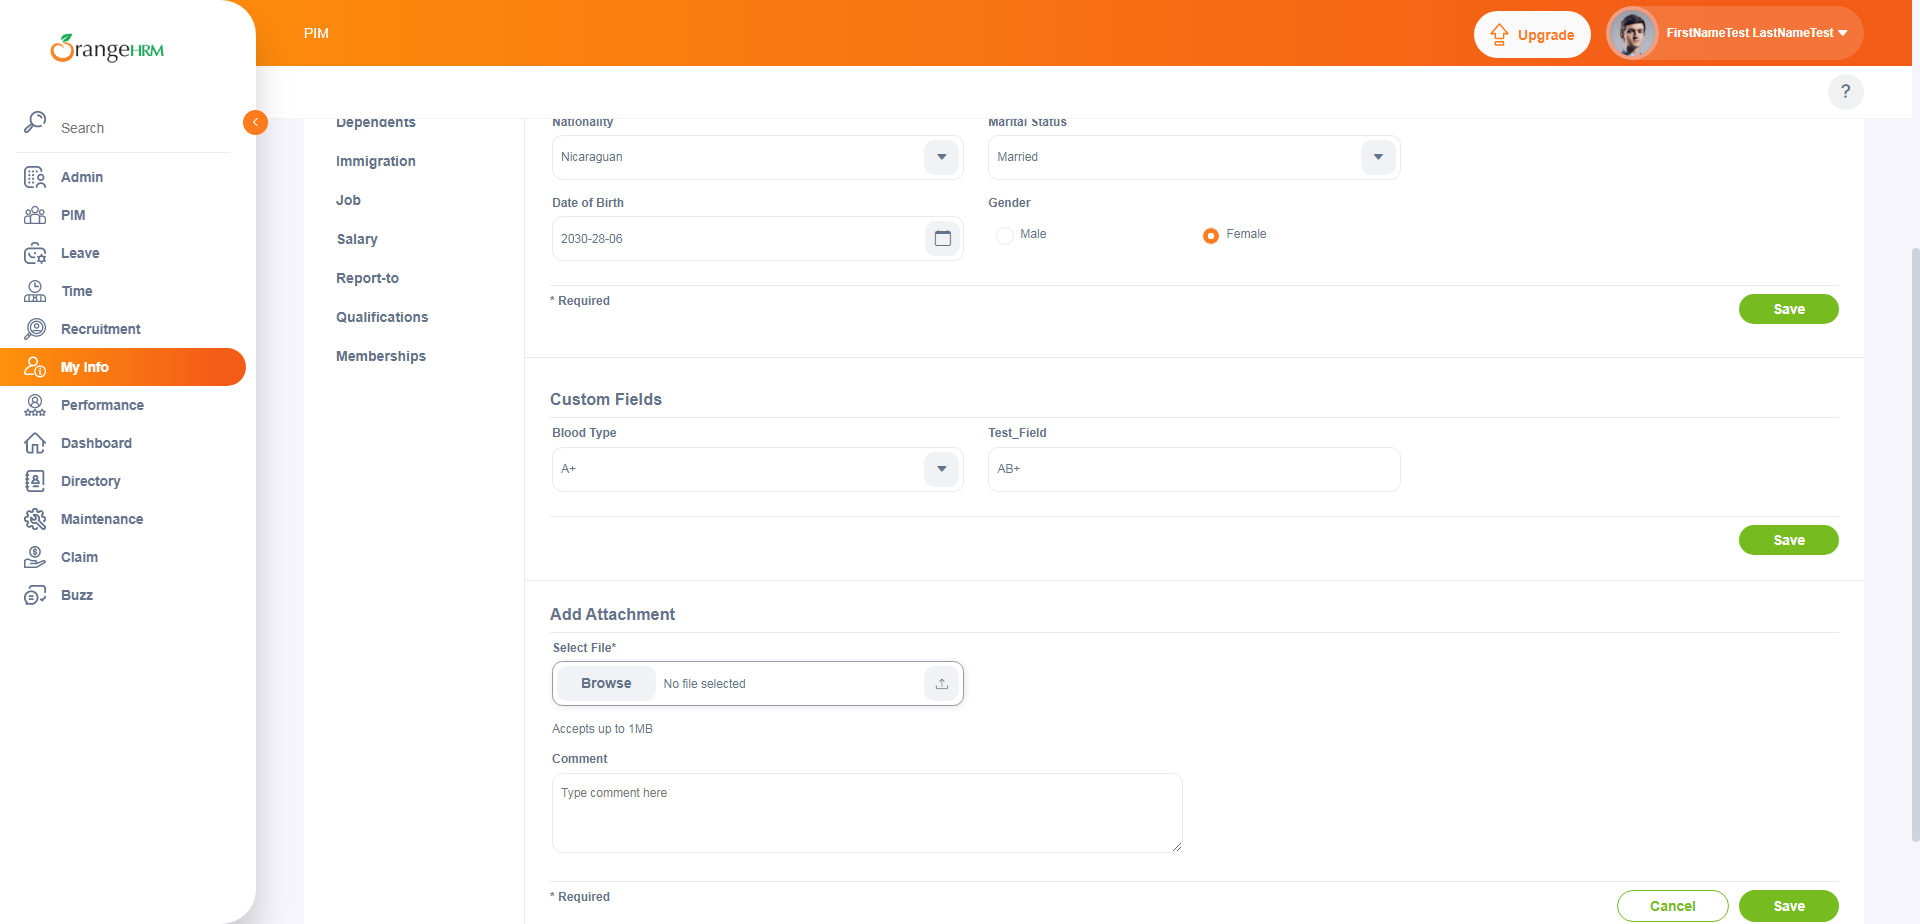 PIM
Upgrade
FirstNameTest LastNameTest
OrangeHRM
?
Search
Admin
PIM
Leave
Time
Recruitment
My Info
Performance
Dashboard
Directory
Maintenance
Claim
Buzz
Dependents
Immigration
Job
Salary
Report-to
Qualifications
Memberships
Nationality
Marital Status
Nicaraguan
Married
Date of Birth
Gender
2030-28-06
Male
Female
* Required
Save
Custom Fields
Blood Type
Test_Field
A+
AB+
Save
Add Attachment
Select File*
Browse
No file selected
Accepts up to 1MB
Comment
Type comment here
* Required
Cancel
Save